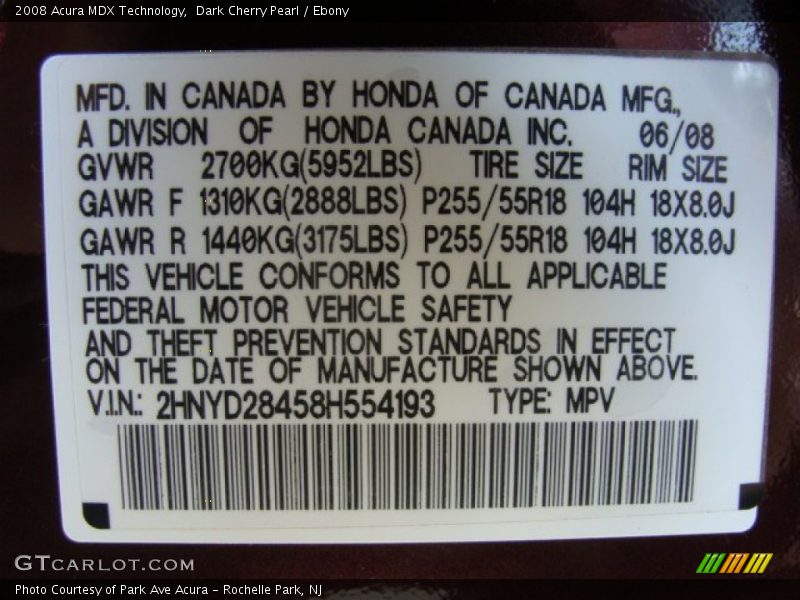 2008 Acura MDX Technology,  Dark Cherry Pearl / Ebony
MFD. IN CANADA BY HONDA OF CANADA MFG.,
A DIVISION OF HONDA CANADA INC. 06/08
GVWR 2700KG(5952LBS) TIRE SIZE RIM SIZE
GAWR F 1310KG(2888LBS) P255/55R18 104H 18X8.0J
GAWR R 1440KG(3175LBS) P255/55R18 104H 18X8.0J
THIS VEHICLE CONFORMS TO ALL APPLICABLE
FEDERAL MOTOR VEHICLE SAFETY
AND THEFT PREVENTION STANDARDS IN EFFECT
ON THE DATE OF MANUFACTURE SHOWN ABOVE.
V.I.N.: 2HNYD28458H554193 TYPE: MPV
GTCARLOT.COM
Photo Courtesy of Park Ave Acura - Rochelle Park, NJ